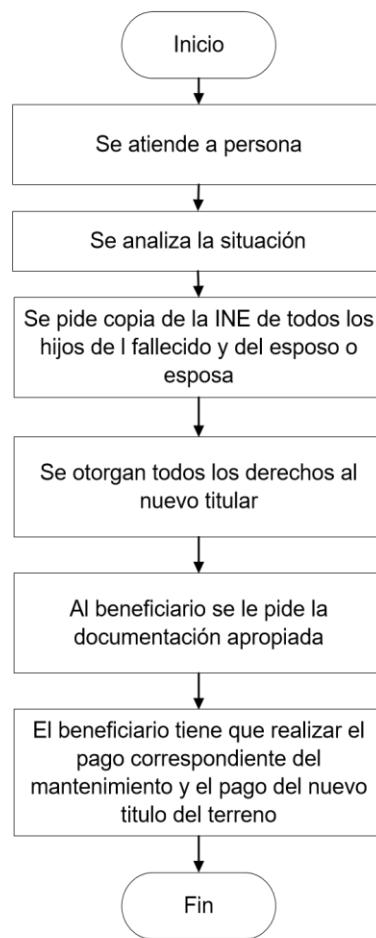 Inicio
Se atiende a persona
Se analiza la situación
Se pide copia de la INE de todos los
hijos de l fallecido y del esposo o
esposa
Se otorgan todos los derechos al
nuevo titular
Al beneficiario se le pide la
documentación apropiada
El beneficiario tiene que realizar el
pago correspondiente del
mantenimiento y el pago del nuevo
titulo del terreno
Fin